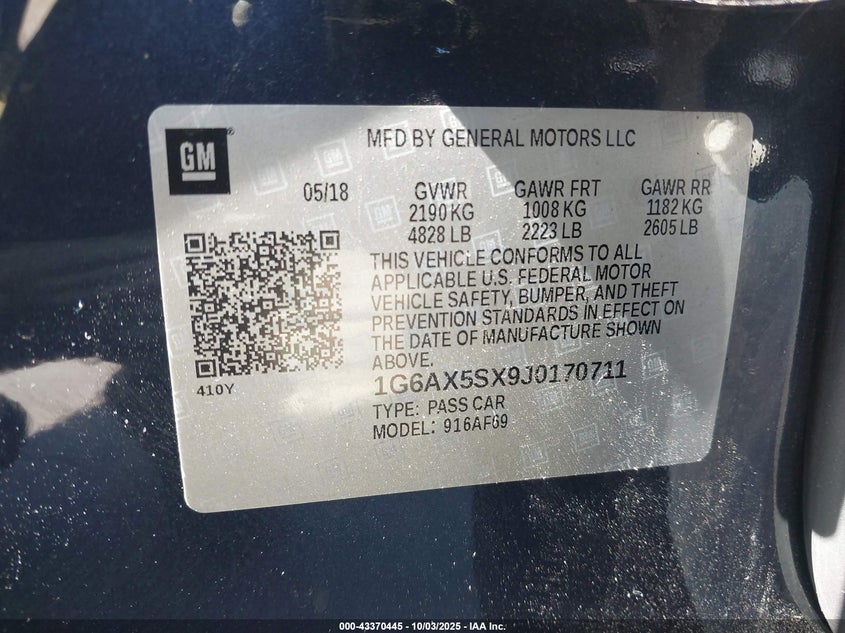 GM®
MFD BY GENERAL MOTORS LLC
05/18 GVWR GAWR FRT GAWR RR
2190 KG 1008 KG 1182 KG
4828 LB 2223 LB 2605 LB
THIS VEHICLE CONFORMS TO ALL
APPLICABLE U.S. FEDERAL MOTOR
VEHICLE SAFETY, BUMPER, AND THEFT
PREVENTION STANDARDS IN EFFECT ON
THE DATE OF MANUFACTURE SHOWN
ABOVE.
410Y
1G6AX5SX9J0170711
TYPE: PASS CAR
MODEL: 916AF69
000-43370445 - 10/03/2025 - IAA Inc.